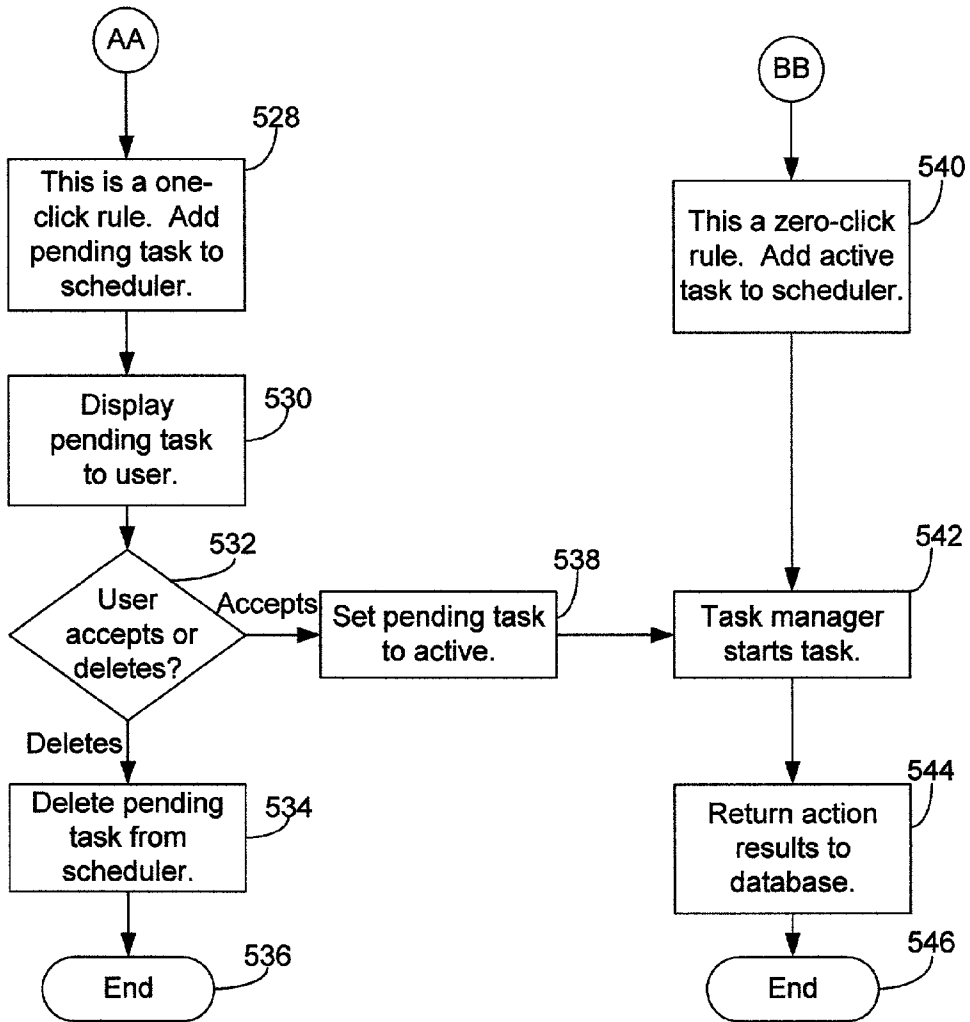 AA
528
This is a one-
click rule. Add
pending task to
scheduler.
530
Display
pending task
to user.
532
User
accepts or
deletes?
Accepts
538
Set pending task
to active.
Deletes
534
Delete pending
task from
scheduler.
536
End
BB
540
This a zero-click
rule. Add active
task to scheduler.
542
Task manager
starts task.
544
Return action
results to
database.
546
End